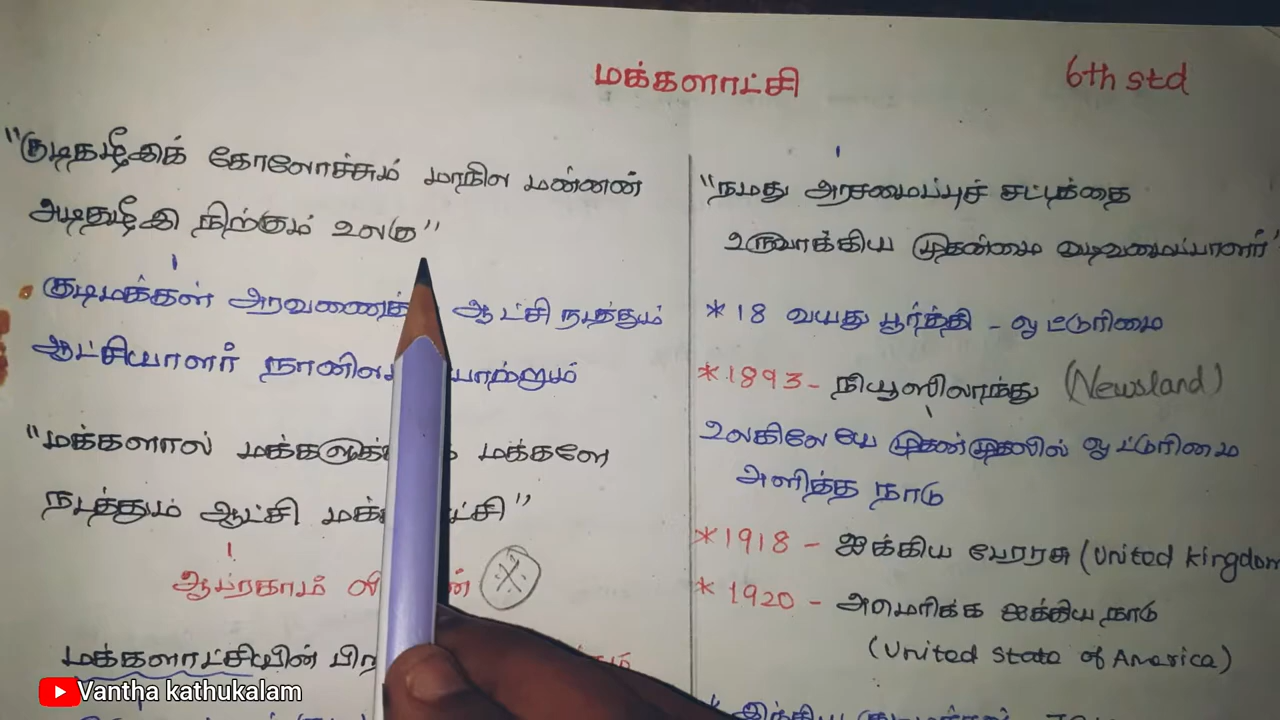 மக்களாட்சி
6th std
"குடிதழீஇக் கோலோச்சும் மாநில மன்னன்
அடிதழீஇ நிற்கும் உலகு"
குடிமக்கள் அரவணைத் ஆட்சி நடத்தும்
ஆட்சியாளர் நானில யாற்றும்
"மக்களால் மக்களுக் மக்களே
நடத்தும் ஆட்சி மக் ட்சி"
ஆப்ரகாம்
மக்களாட்சியின்
"நமது அரசமைப்புச் சட்டத்தை
உருவாக்கிய முதன்மை வடிவமைப்பாளர்"
* 18 வயது பூர்த்தி - ஓட்டுரிமை
* 1893 - நியூஸிலாந்து (Newsland)
உலகிலேயே முதன்முதலில் ஓட்டுரிமை
அளித்த நாடு
* 1918 - ஐக்கிய பேரரசு (United kingdom
* 1920 - அமெரிக்க ஐக்கிய நாடு
(United State of America)
Vantha kathukalam